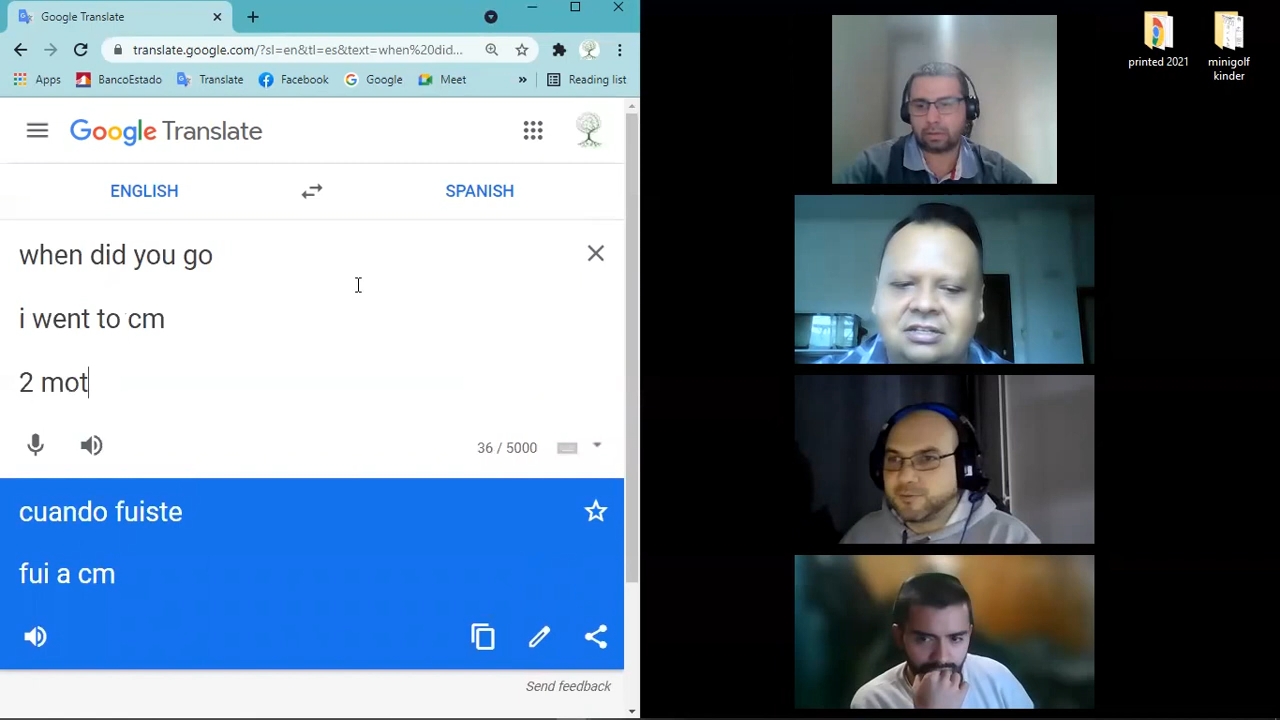 Google Translate
translate.google.com/?sl=en&tl=es&text=when%20did...
Apps
BancoEstado
Translate
Facebook
Google
Meet
»
Reading list
Google Translate
ENGLISH
SPANISH
when did you go
i went to cm
2 mot
36 / 5000
cuando fuiste
fui a cm
Send feedback
printed 2021
minigolf
kinder